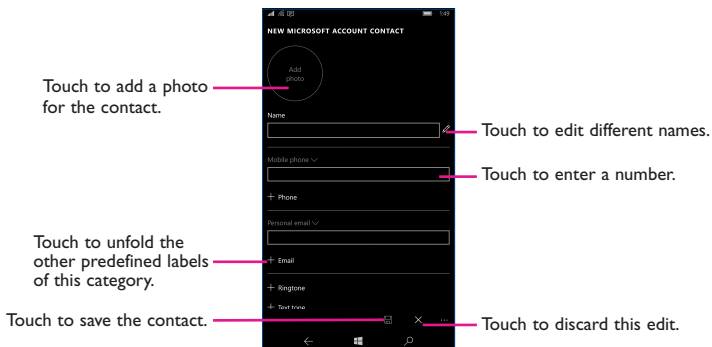 1:49
NEW MICROSOFT ACCOUNT CONTACT
Add
photo
Touch to add a photo
for the contact.
Name
Touch to edit different names.
Mobile phone
Touch to enter a number.
+ Phone
Personal email
Touch to unfold the
other predefined labels
of this category.
+ Email
+ Ringtone
+ Text tone
Touch to save the contact.
...
Touch to discard this edit.